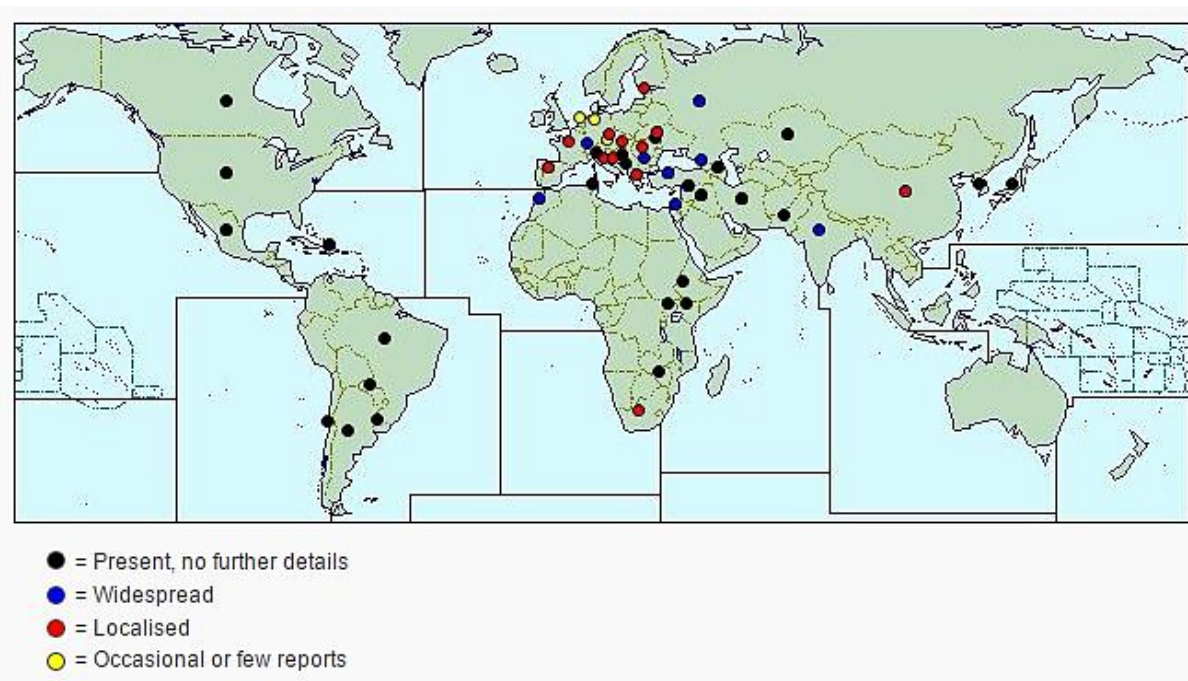 = Present, no further details
= Widespread
= Localised
= Occasional or few reports